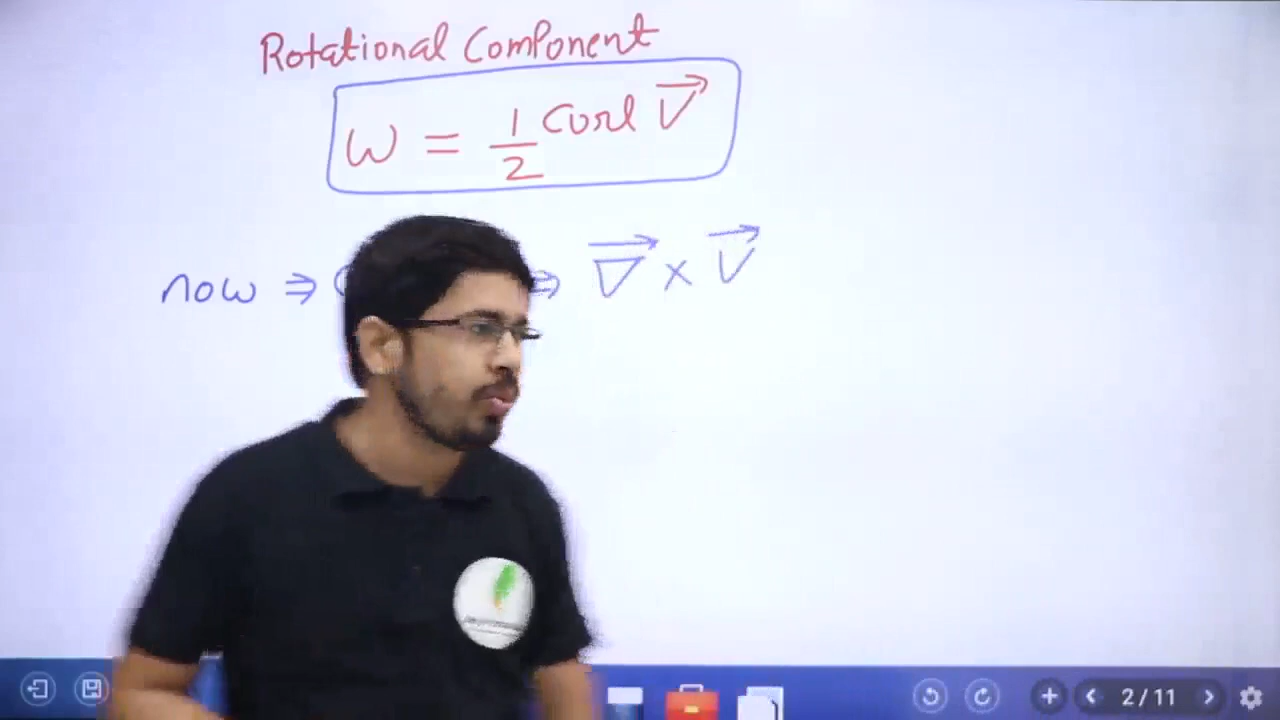 Rotational Component
ω = 1/2 Curl V⃗
now ⇒ ⇒ ∇⃗ × V⃗
2 / 11